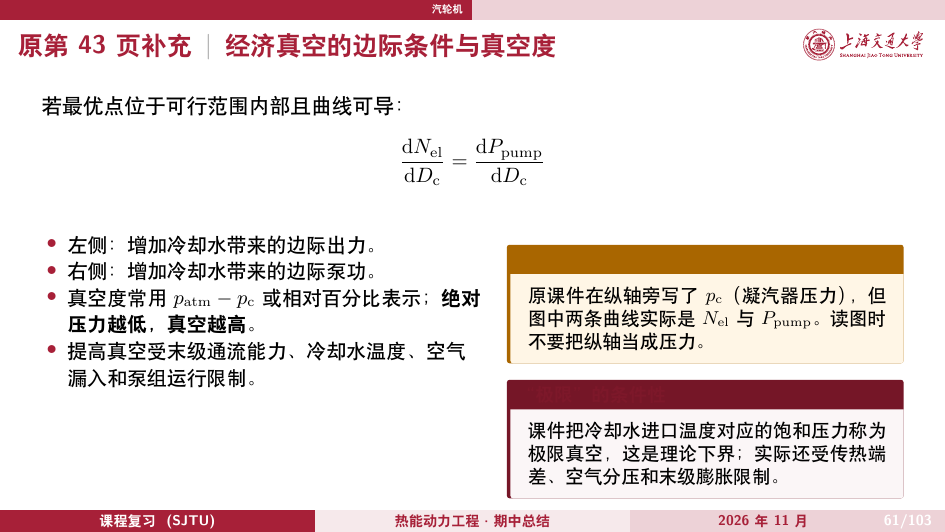 汽轮机
原第 43 页补充 | 经济真空的边际条件与真空度
上海交通大学
SHANGHAI JIAO TONG UNIVERSITY
若最优点位于可行范围内部且曲线可导：
dN_el/dD_c = dP_pump/dD_c
• 左侧：增加冷却水带来的边际出力。
• 右侧：增加冷却水带来的边际泵功。
• 真空度常用 p_atm − p_c 或相对百分比表示；绝对
压力越低，真空越高。
• 提高真空受末级通流能力、冷却水温度、空气
漏入和泵组运行限制。
原课件在纵轴旁写了 p_c（凝汽器压力），但
图中两条曲线实际是 N_el 与 P_pump。读图时
不要把纵轴当成压力。
课件把冷却水进口温度对应的饱和压力称为
极限真空，这是理论下界；实际还受传热端
差、空气分压和末级膨胀限制。
课程复习 (SJTU)
热能动力工程 · 期中总结
2026 年 11 月
61/103